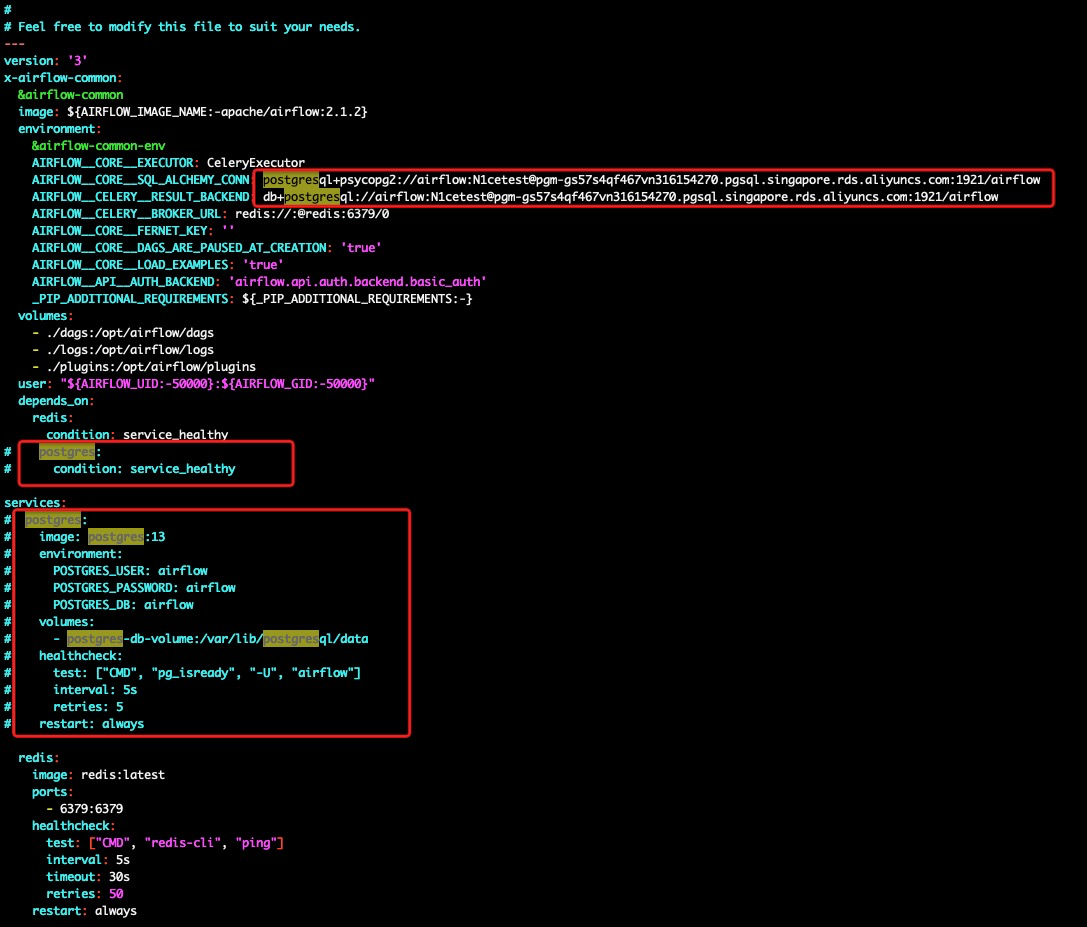 #
# Feel free to modify this file to suit your needs.
---
version: '3'
x-airflow-common:
  &airflow-common
  image: ${AIRFLOW_IMAGE_NAME:-apache/airflow:2.1.2}
  environment:
    &airflow-common-env
    AIRFLOW__CORE__EXECUTOR: CeleryExecutor
    AIRFLOW__CORE__SQL_ALCHEMY_CONN: postgresql+psycopg2://airflow:N1cetest@pgm-gs57s4qf467vn316154270.pgsql.singapore.rds.aliyuncs.com:1921/airflow
    AIRFLOW__CELERY__RESULT_BACKEND: db+postgresql://airflow:N1cetest@pgm-gs57s4qf467vn316154270.pgsql.singapore.rds.aliyuncs.com:1921/airflow
    AIRFLOW__CELERY__BROKER_URL: redis://:@redis:6379/0
    AIRFLOW__CORE__FERNET_KEY: ''
    AIRFLOW__CORE__DAGS_ARE_PAUSED_AT_CREATION: 'true'
    AIRFLOW__CORE__LOAD_EXAMPLES: 'true'
    AIRFLOW__API__AUTH_BACKEND: 'airflow.api.auth.backend.basic_auth'
    _PIP_ADDITIONAL_REQUIREMENTS: ${_PIP_ADDITIONAL_REQUIREMENTS:-}
  volumes:
    - ./dags:/opt/airflow/dags
    - ./logs:/opt/airflow/logs
    - ./plugins:/opt/airflow/plugins
  user: "${AIRFLOW_UID:-50000}:${AIRFLOW_GID:-50000}"
  depends_on:
    redis:
      condition: service_healthy
#    postgres:
#      condition: service_healthy
services:
#  postgres:
#    image: postgres:13
#    environment:
#      POSTGRES_USER: airflow
#      POSTGRES_PASSWORD: airflow
#      POSTGRES_DB: airflow
#    volumes:
#      - postgres-db-volume:/var/lib/postgresql/data
#    healthcheck:
#      test: ["CMD", "pg_isready", "-U", "airflow"]
#      interval: 5s
#      retries: 5
#    restart: always
  redis:
    image: redis:latest
    ports:
      - 6379:6379
    healthcheck:
      test: ["CMD", "redis-cli", "ping"]
      interval: 5s
      timeout: 30s
      retries: 50
    restart: always